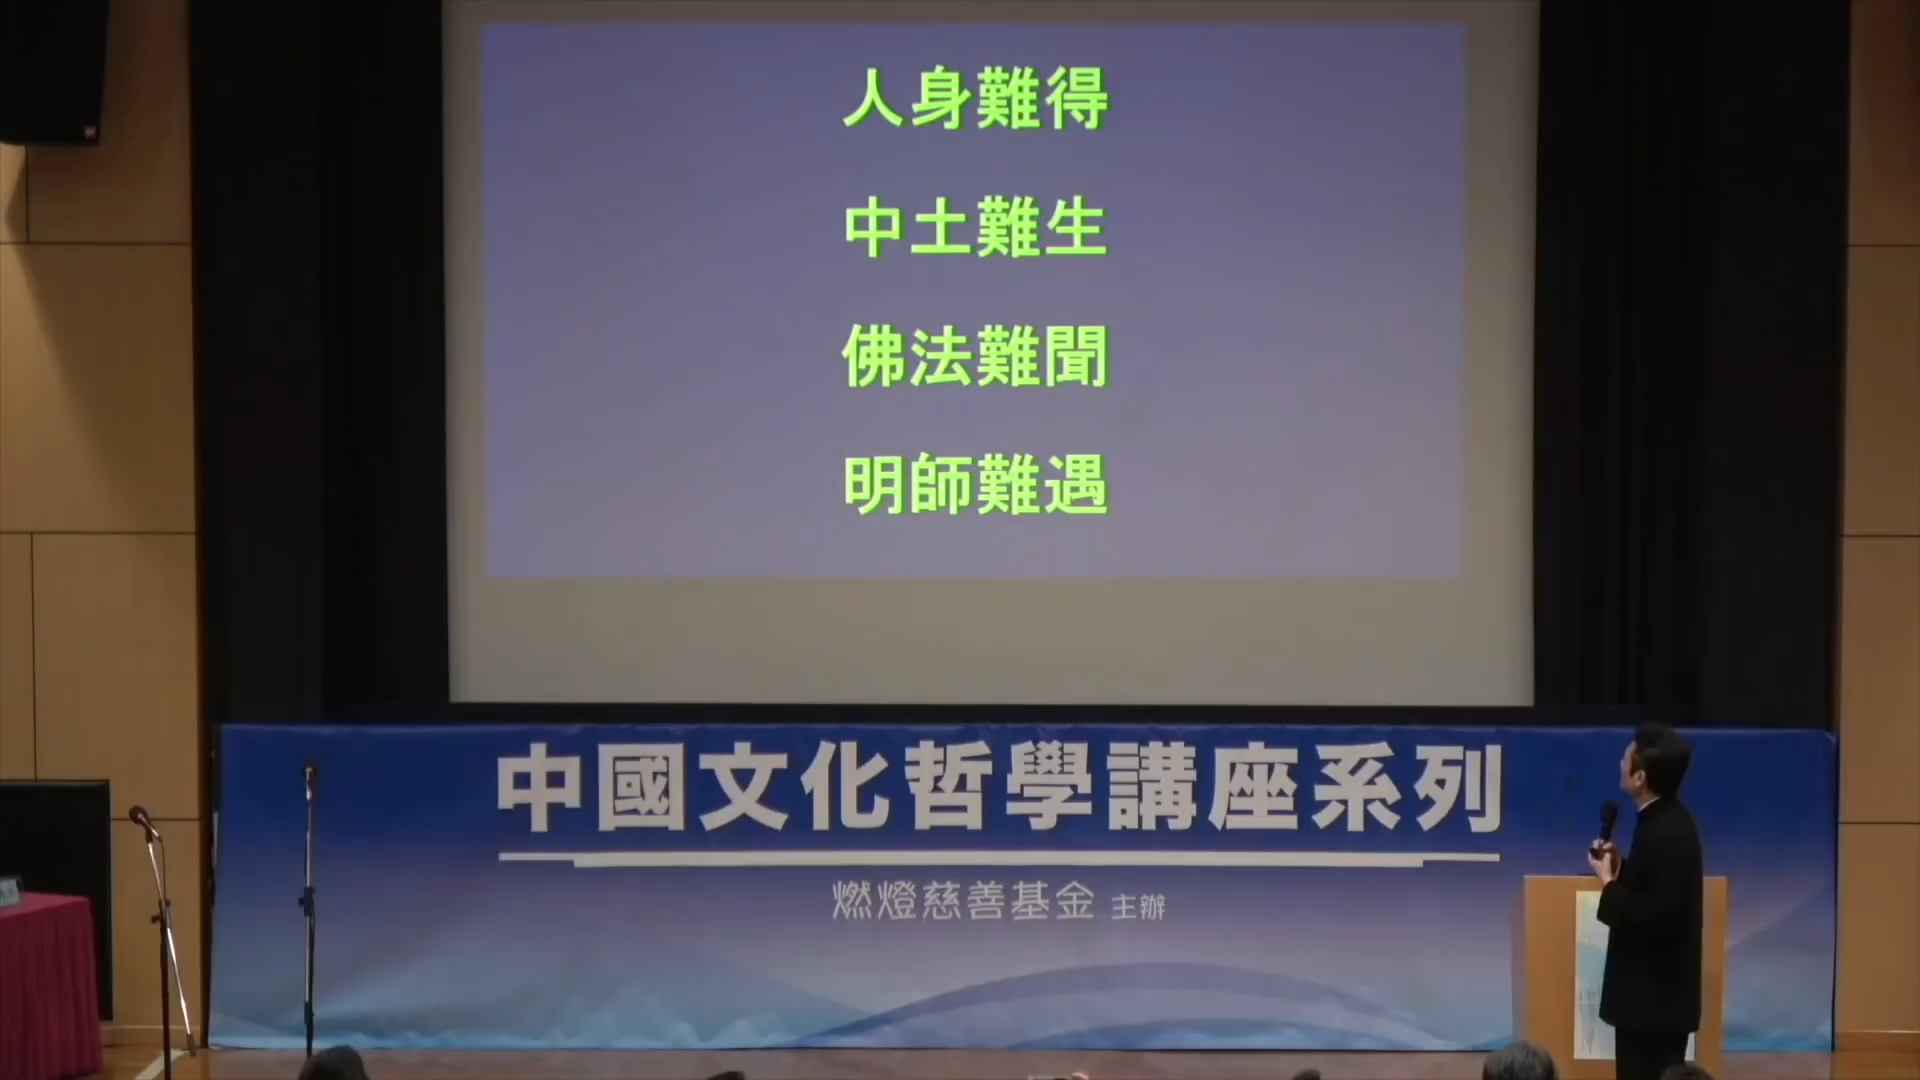 人身難得
中土難生
佛法難聞
明師難遇
中國文化哲學講座系列
燃燈慈善基金 主辦